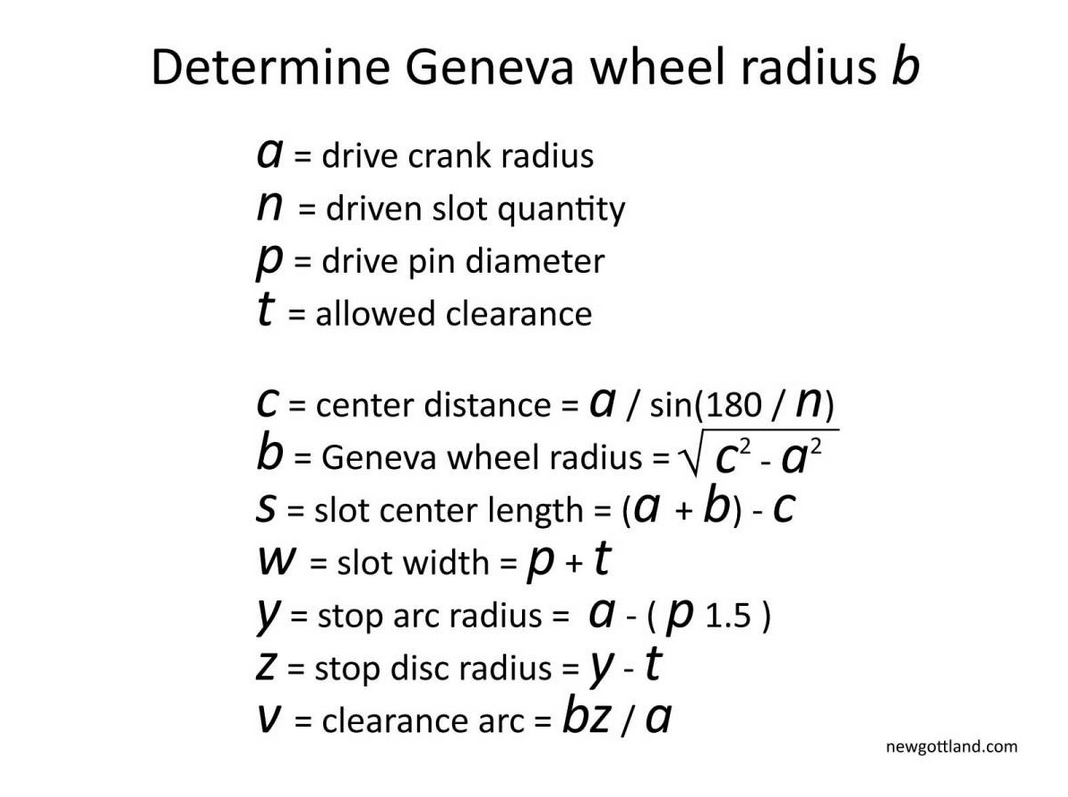 Determine Geneva wheel radius b
a = drive crank radius
n = driven slot quantity
p = drive pin diameter
t = allowed clearance
c = center distance = a / sin(180 / n)
b = Geneva wheel radius = √ c² - a²
s = slot center length = (a + b) - c
w = slot width = p + t
y = stop arc radius = a - ( p 1.5 )
z = stop disc radius = y - t
v = clearance arc = bz / a
newgottland.com